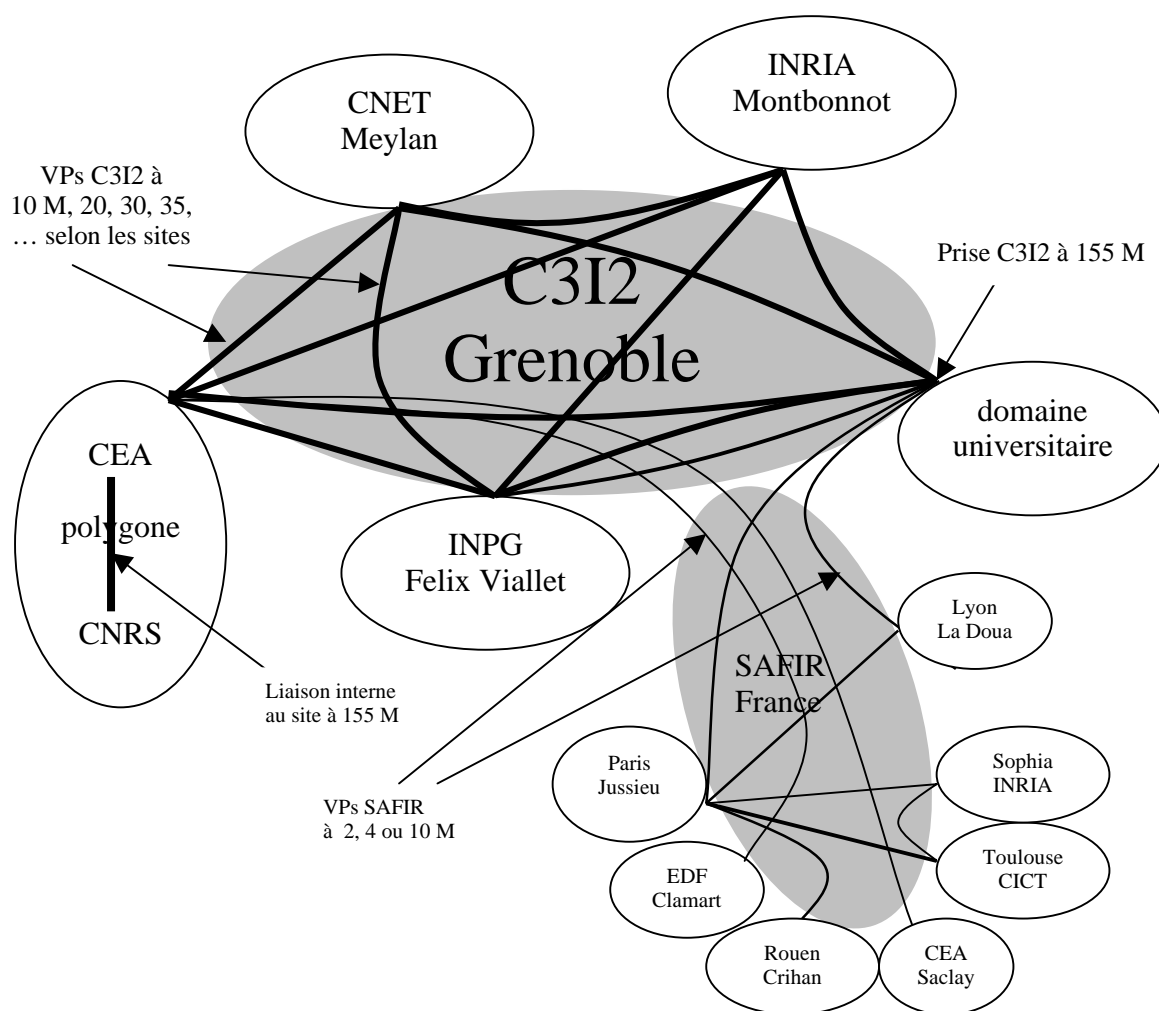 INRIA
Montbonnot
CNET
Meylan
VPs C3I2 à
10 M, 20, 30, 35,
… selon les sites
Prise C3I2 à 155 M
C3I2
Grenoble
domaine
universitaire
CEA
polygone
CNRS
INPG
Felix Viallet
Lyon
La Doua
SAFIR
France
Liaison interne
au site à 155 M
Paris
Jussieu
Sophia
INRIA
VPs SAFIR
à 2, 4 ou 10 M
Toulouse
CICT
EDF
Clamart
Rouen
Crihan
CEA
Saclay